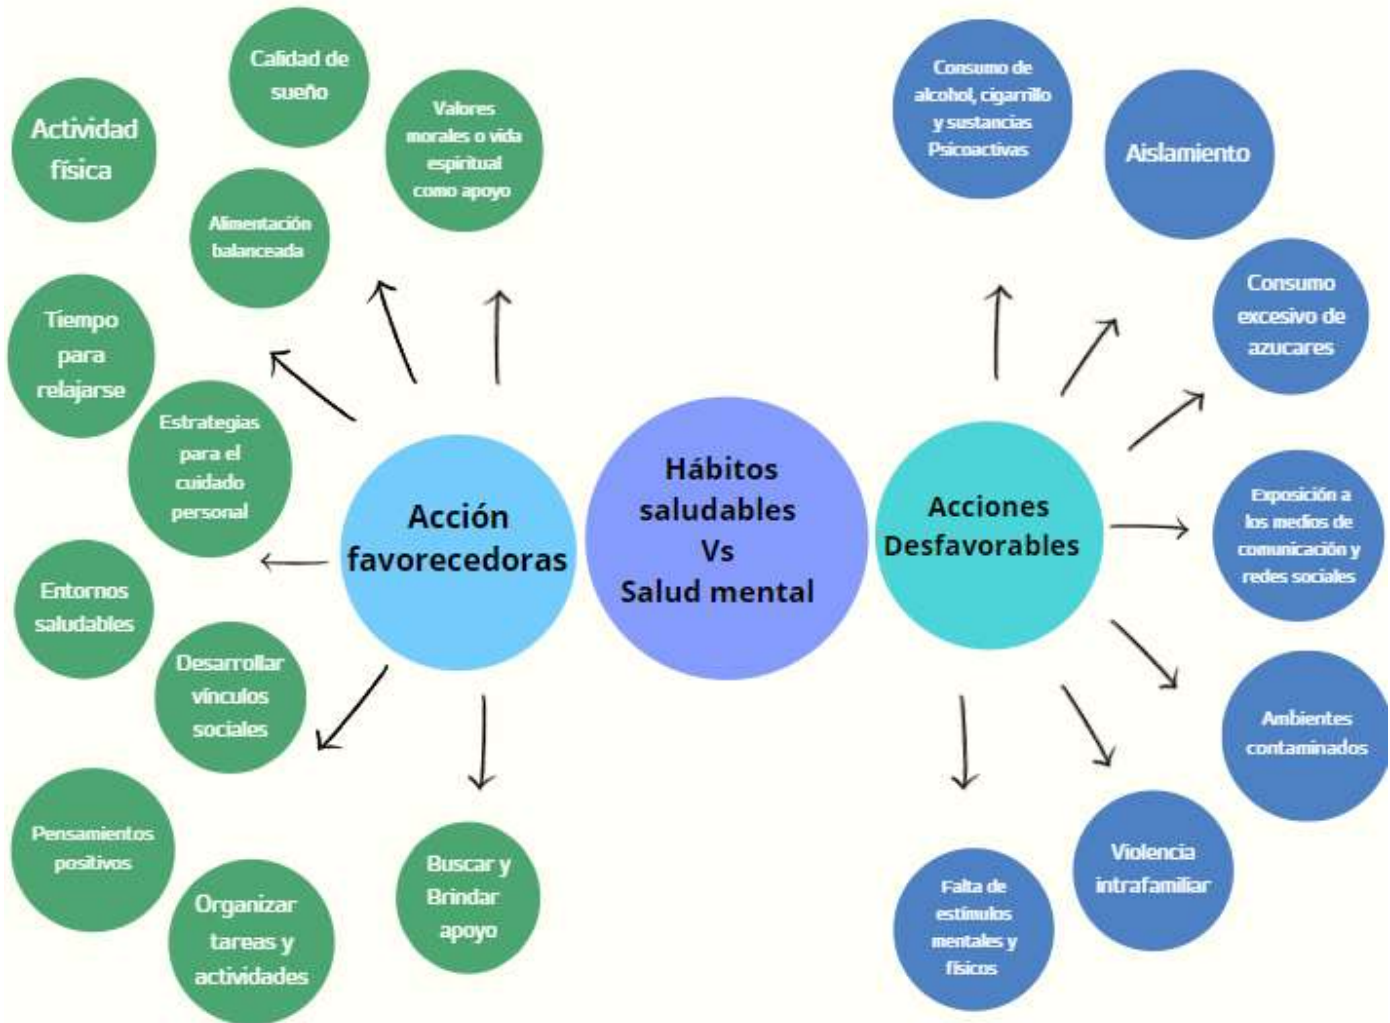 Calidad de
sueño
Actividad
física
Valores
morales o vida
espiritual
como apoyo
Alimentación
balanceada
Tiempo
para
relajarse
Estrategias
para el
cuidado
personal
Entornos
saludables
Desarrollar
vínculos
sociales
Pensamientos
positivos
Organizar
tareas y
actividades
Buscar y
Brindar
apoyo
Acción
favorecedoras
Hábitos
saludables
Vs
Salud mental
Acciones
Desfavorables
Consumo de
alcohol, cigarrillo
y sustancias
Psicoactivas
Aislamiento
Consumo
excesivo de
azucares
Exposición a
los medios de
comunicación y
redes sociales
Ambientes
contaminados
Violencia
intrafamiliar
Falta de
estímulos
mentales y
físicos